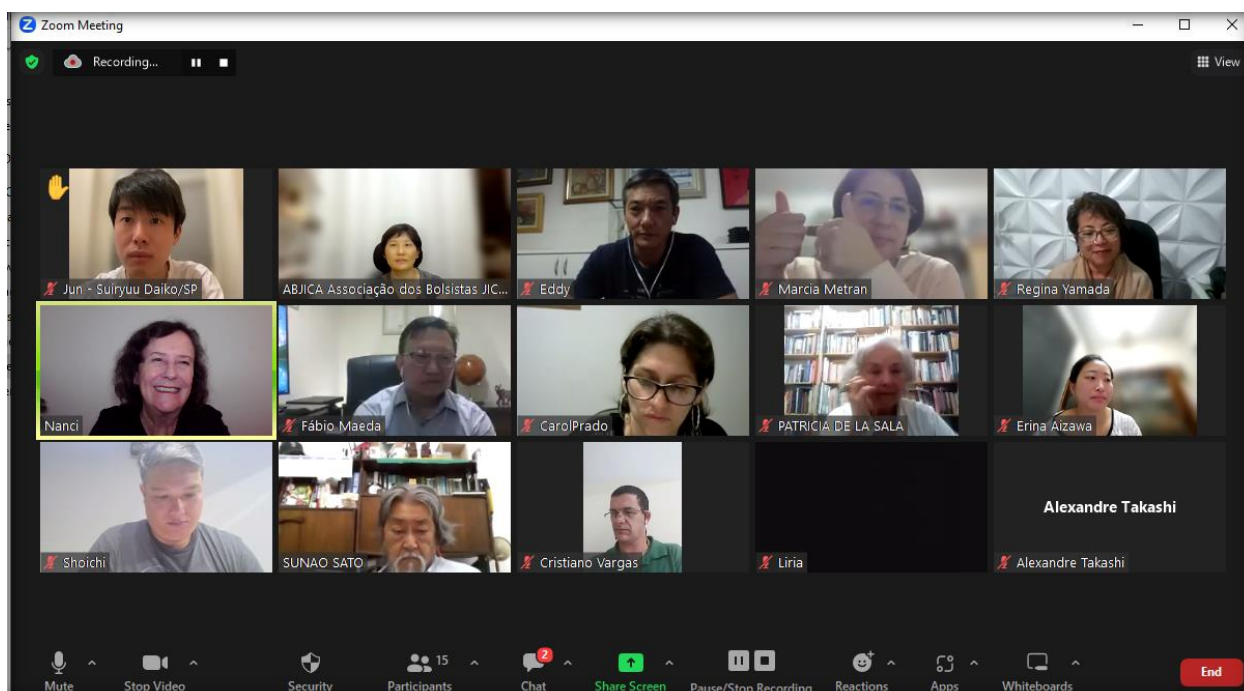 Zoom Meeting
Recording...
View
Jun - Suiryuu Daiko/SP
ABJICA Associação dos Bolsistas JIC...
Eddy
Marcia Metran
Regina Yamada
Nanci
Fábio Maeda
CarolPrado
PATRICIA DE LA SALA
Erina Aizawa
Shoichi
SUNAO SATO
Cristiano Vargas
Liria
Alexandre Takashi
Alexandre Takashi
Mute
Stop Video
Security
15
Participants
2
Chat
Share Screen
Pause/Stop Recording
Reactions
Apps
Whiteboards
End